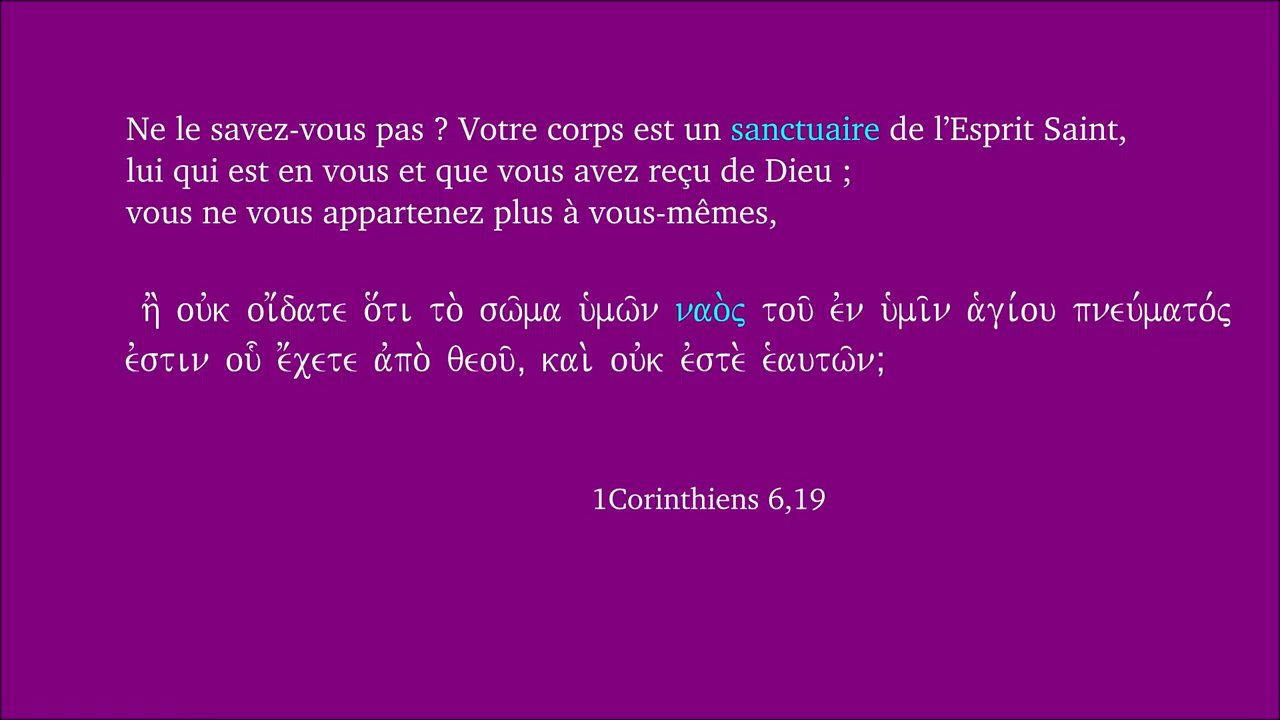 Ne le savez-vous pas ? Votre corps est un sanctuaire de l’Esprit Saint,
lui qui est en vous et que vous avez reçu de Dieu ;
vous ne vous appartenez plus à vous-mêmes,
ἢ οὐκ οἴδατε ὅτι τὸ σῶμα ὑμῶν ναὸς τοῦ ἐν ὑμῖν ἁγίου πνεύματός
ἐστιν οὗ ἔχετε ἀπὸ θεοῦ, καὶ οὐκ ἐστὲ ἑαυτῶν;
1Corinthiens 6,19